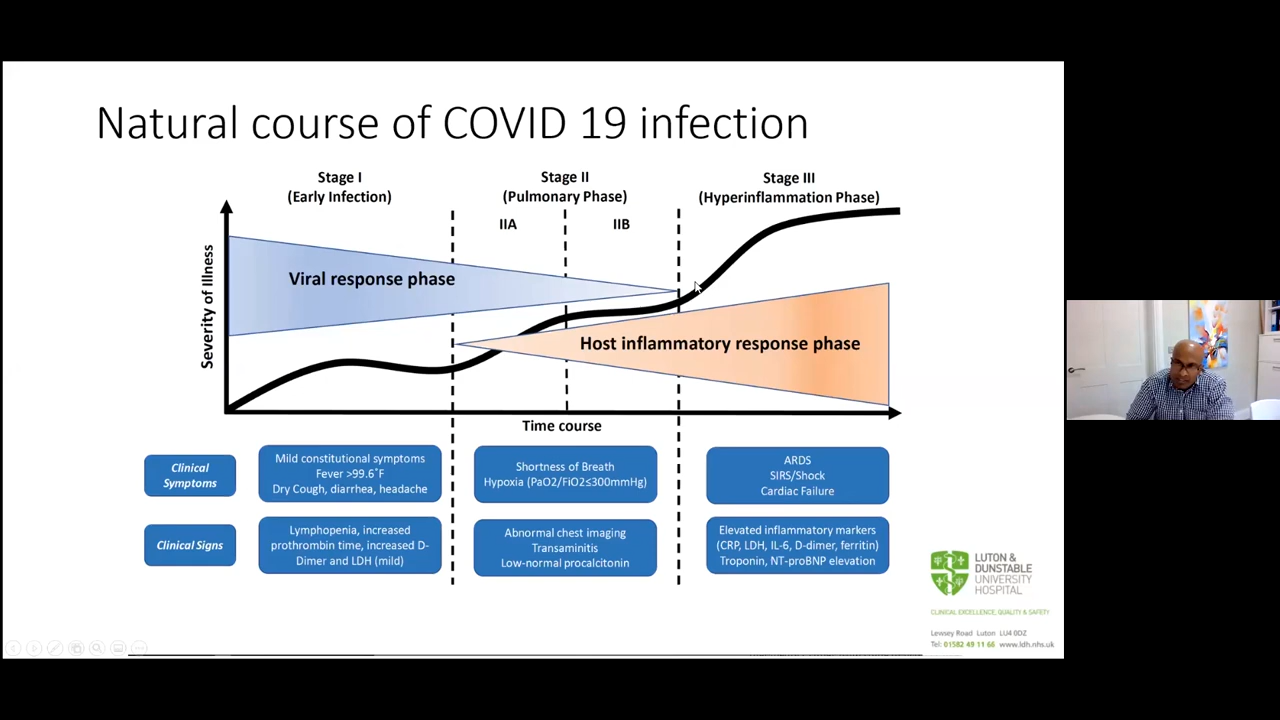 Natural course of COVID 19 infection
Stage I
(Early Infection)
Stage II
(Pulmonary Phase)
IIA
IIB
Stage III
(Hyperinflammation Phase)
Severity of Illness
Viral response phase
Host inflammatory response phase
Time course
Clinical
Symptoms
Mild constitutional symptoms
Fever >99.6°F
Dry Cough, diarrhea, headache
Shortness of Breath
Hypoxia (PaO2/FiO2≤300mmHg)
ARDS
SIRS/Shock
Cardiac Failure
Clinical Signs
Lymphopenia, increased
prothrombin time, increased D-
Dimer and LDH (mild)
Abnormal chest imaging
Transaminitis
Low-normal procalcitonin
Elevated inflammatory markers
(CRP, LDH, IL-6, D-dimer, ferritin)
Troponin, NT-proBNP elevation
LUTON &
DUNSTABLE
UNIVERSITY
HOSPITAL
CLINICAL EXCELLENCE, QUALITY & SAFETY
Lewsey Road Luton LU4 0DZ
Tel: 01582 49 11 66 www.ldh.nhs.uk